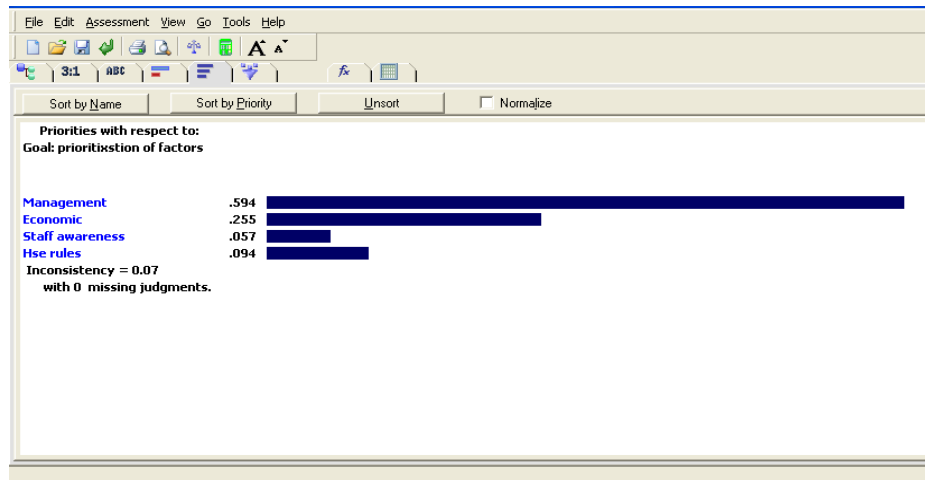 File Edit Assessment View Go Tools Help
A A
3:1 ABC fx
Sort by Name Sort by Priority Unsort Normalize
Priorities with respect to:
Goal: prioritixstion of factors
Management .594
Economic .255
Staff awareness .057
Hse rules .094
Inconsistency = 0.07
with 0 missing judgments.